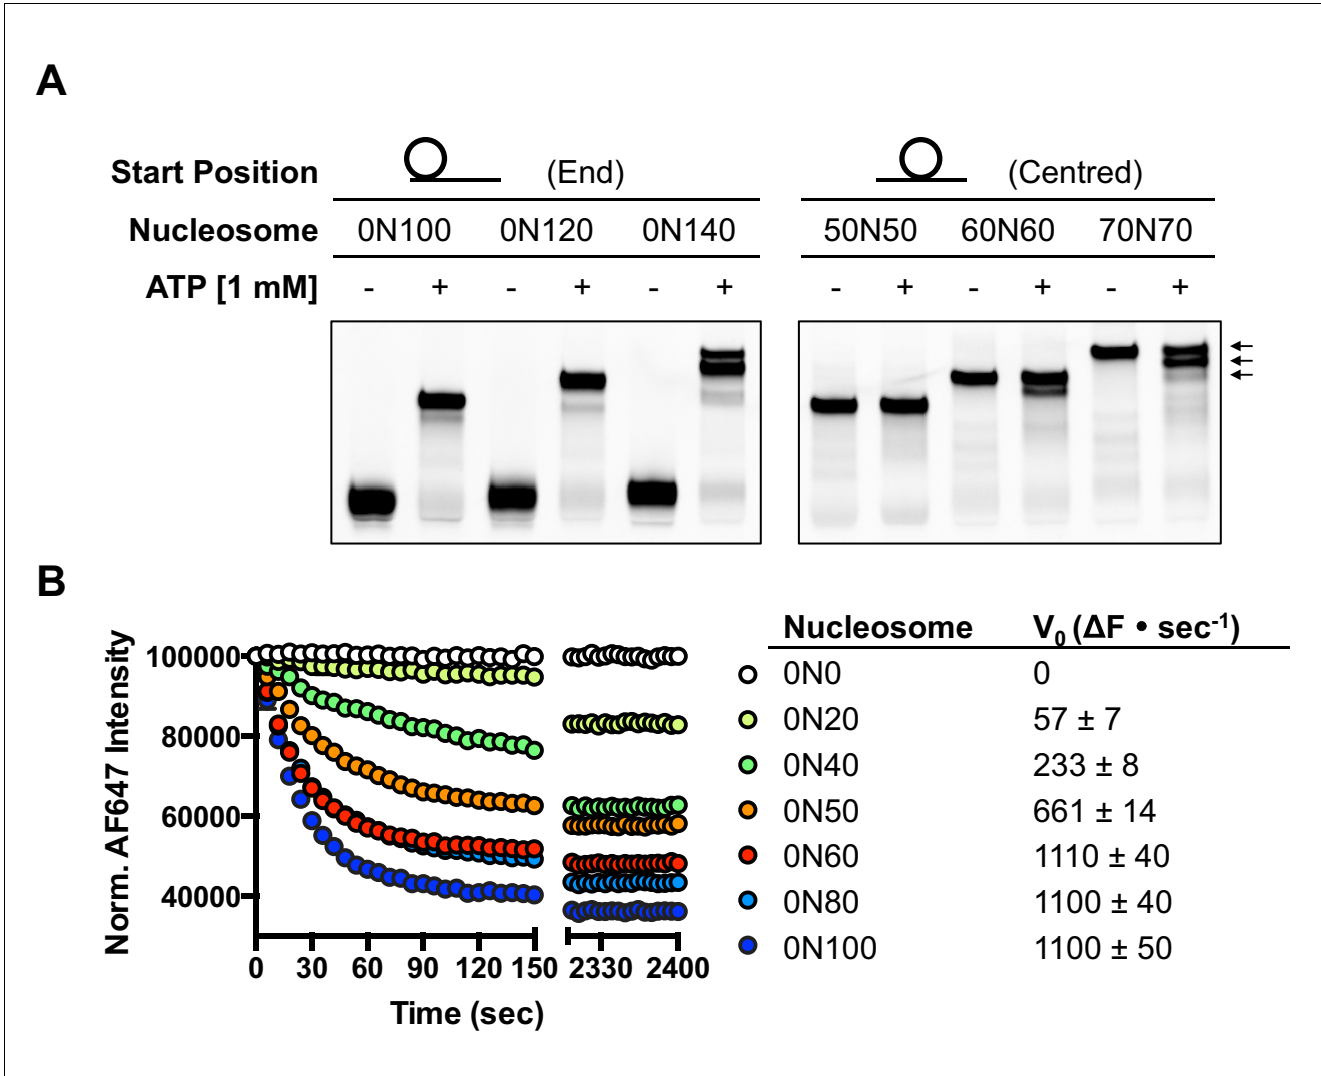 A
Start Position (End) (Centred)
Nucleosome 0N100 0N120 0N140 50N50 60N60 70N70
ATP [1 mM] - + - + - + - + - + - +
B
Norm. AF647 Intensity
100000
80000
60000
40000
0 30 60 90 120 150 2330 2400
Time (sec)
Nucleosome V₀ (ΔF • sec⁻¹)
0N0 0
0N20 57 ± 7
0N40 233 ± 8
0N50 661 ± 14
0N60 1110 ± 40
0N80 1100 ± 40
0N100 1100 ± 50